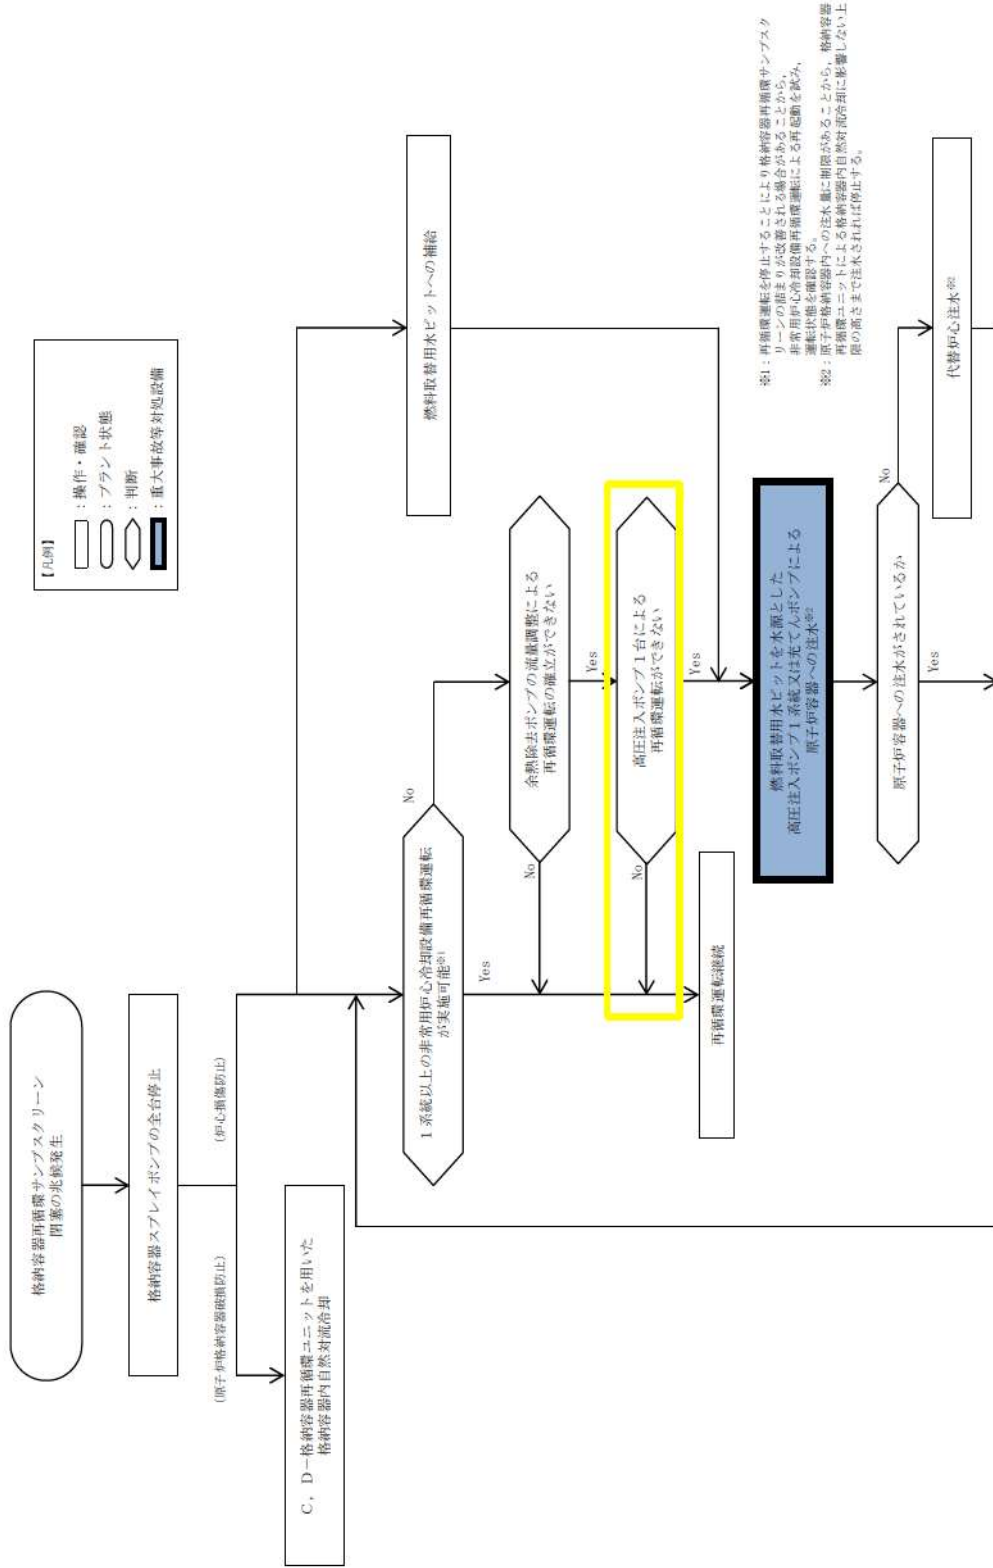 格納容器再循環サンプスクリーン
閉塞の兆候発生
格納容器スプレイポンプの全台停止
(原子炉格納容器破損防止)
(炉心損傷防止)
C，D－格納容器再循環ユニットを用いた
格納容器内自然対流冷却
1系統以上の非常用炉心冷却設備再循環運転
が実施可能※1
No
Yes
余熱除去ポンプの流量調整による
再循環運転の確立ができない
No
Yes
高圧注入ポンプ1台による
再循環運転ができない
No
Yes
再循環運転継続
燃料取替用水ピットへの補給
燃料取替用水ピットを水源とした
高圧注入ポンプ1系統又は充てんポンプによる
原子炉容器への注水※2
原子炉容器への注水がされているか
No
Yes
代替炉心注水※2
【凡例】
：操作・確認
：プラント状態
：判断
：重大事故等対処設備
※1：再循環運転を停止することにより格納容器再循環サンプスク
リーンの詰まりが改善される場合があることから，
非常用炉心冷却設備再循環運転による再起動を試み，
運転状態を確認する。
※2：原子炉格納容器内への注水量に制限があることから，格納容器
再循環ユニットによる格納容器内自然対流冷却に影響しない上
限の高さまで注水されれば停止する。